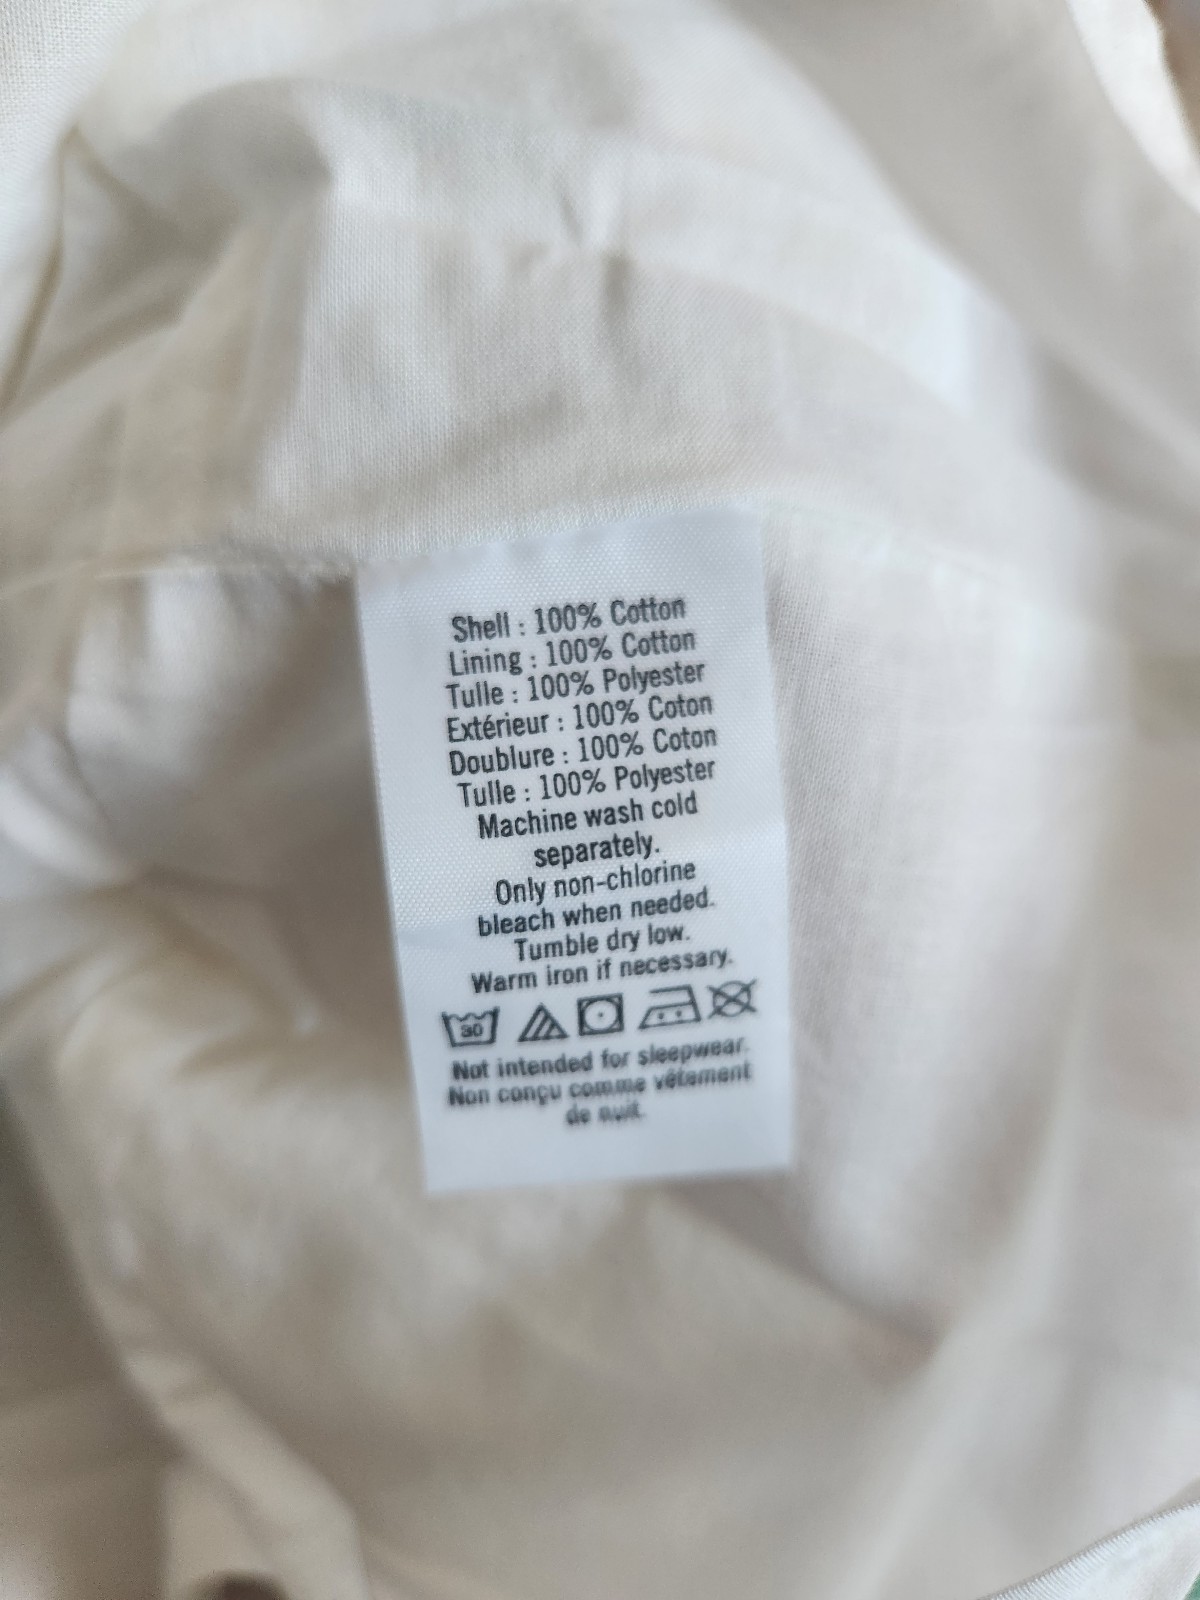 Shell : 100% Cotton
Lining : 100% Cotton
Tulle : 100% Polyester
Extérieur : 100% Coton
Doublure : 100% Coton
Tulle : 100% Polyester
Machine wash cold
separately.
Only non-chlorine
bleach when needed.
Tumble dry low.
Warm iron if necessary.
30
Not intended for sleepwear.
Non conçu comme vêtement
de nuit.